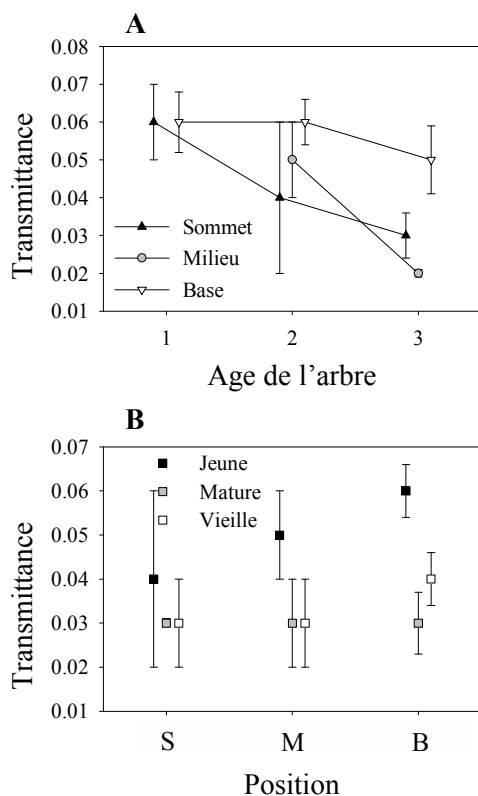 A
0.08
0.07
0.06
0.05
0.04
0.03
0.02
0.01
Transmittance
Sommet
Milieu
Base
1 2 3
Age de l’arbre
B
0.07
0.06
0.05
0.04
0.03
0.02
0.01
Transmittance
Jeune
Mature
Vieille
S M B
Position